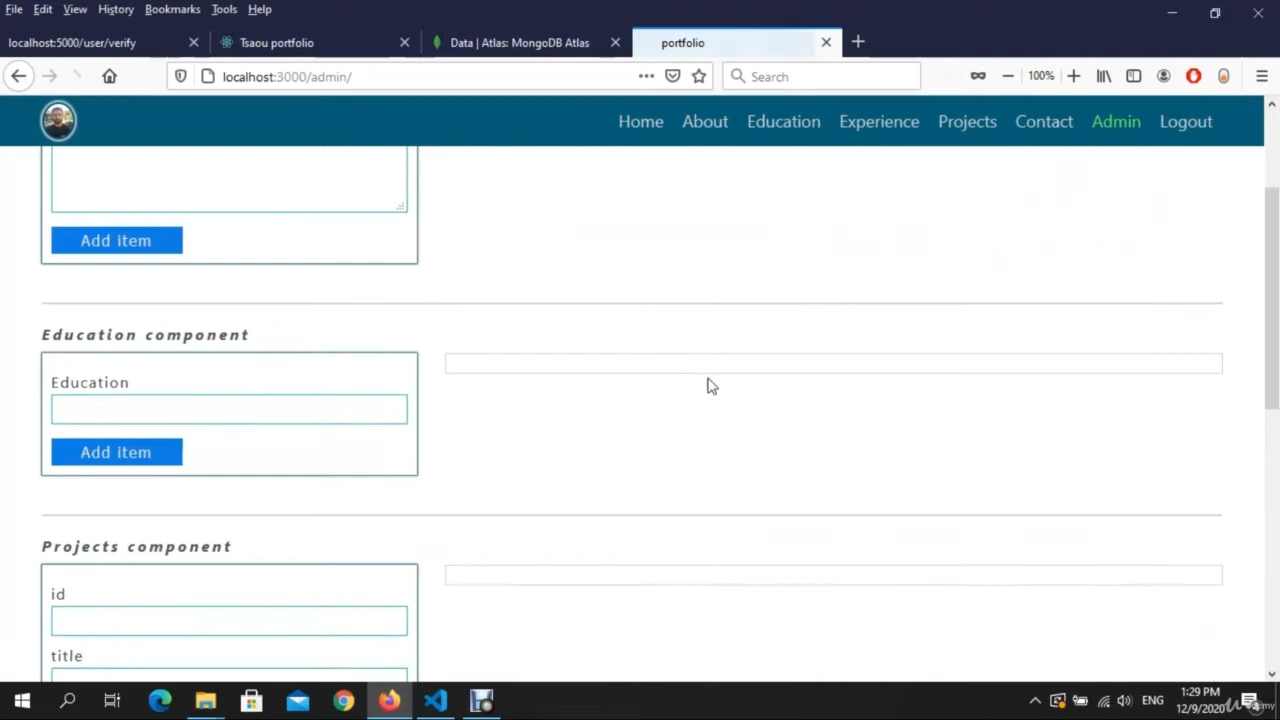 File Edit View History Bookmarks Tools Help
localhost:5000/user/verify Tsaou portfolio Data | Atlas: MongoDB Atlas portfolio
localhost:3000/admin/ Search 100%
Home About Education Experience Projects Contact Admin Logout
Add item
Education component
Education
Add item
Projects component
id
title
ENG
1:29 PM
12/9/2020